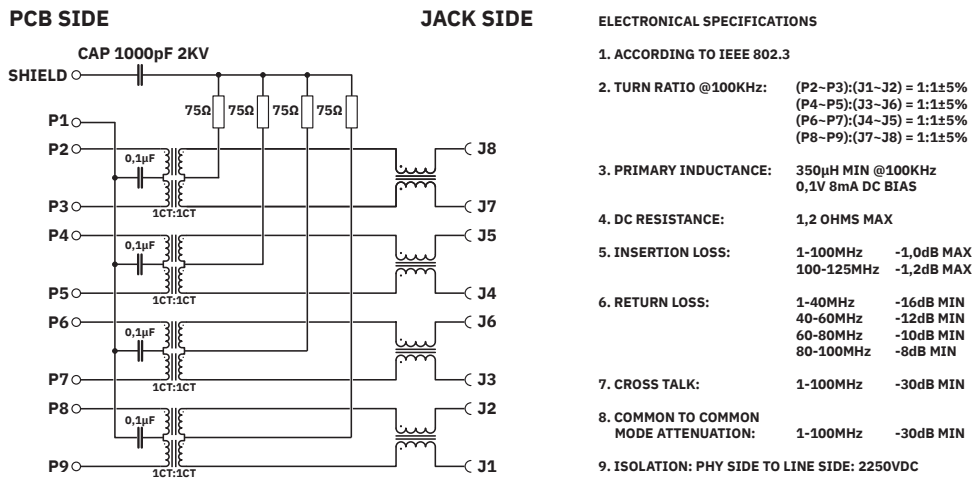 PCB SIDE
JACK SIDE
CAP 1000pF 2KV
SHIELD
75Ω 75Ω 75Ω 75Ω
P1
P2
0,1µF
J8
P3
1CT:1CT
J7
P4
0,1µF
J5
P5
1CT:1CT
J4
P6
0,1µF
J6
P7
1CT:1CT
J3
P8
0,1µF
J2
P9
1CT:1CT
J1
ELECTRONICAL SPECIFICATIONS
1. ACCORDING TO IEEE 802.3
2. TURN RATIO @100KHz: (P2~P3):(J1~J2) = 1:1±5%
(P4~P5):(J3~J6) = 1:1±5%
(P6~P7):(J4~J5) = 1:1±5%
(P8~P9):(J7~J8) = 1:1±5%
3. PRIMARY INDUCTANCE: 350µH MIN @100KHz
0,1V 8mA DC BIAS
4. DC RESISTANCE: 1,2 OHMS MAX
5. INSERTION LOSS: 1-100MHz -1,0dB MAX
100-125MHz -1,2dB MAX
6. RETURN LOSS: 1-40MHz -16dB MIN
40-60MHz -12dB MIN
60-80MHz -10dB MIN
80-100MHz -8dB MIN
7. CROSS TALK: 1-100MHz -30dB MIN
8. COMMON TO COMMON
MODE ATTENUATION: 1-100MHz -30dB MIN
9. ISOLATION: PHY SIDE TO LINE SIDE: 2250VDC